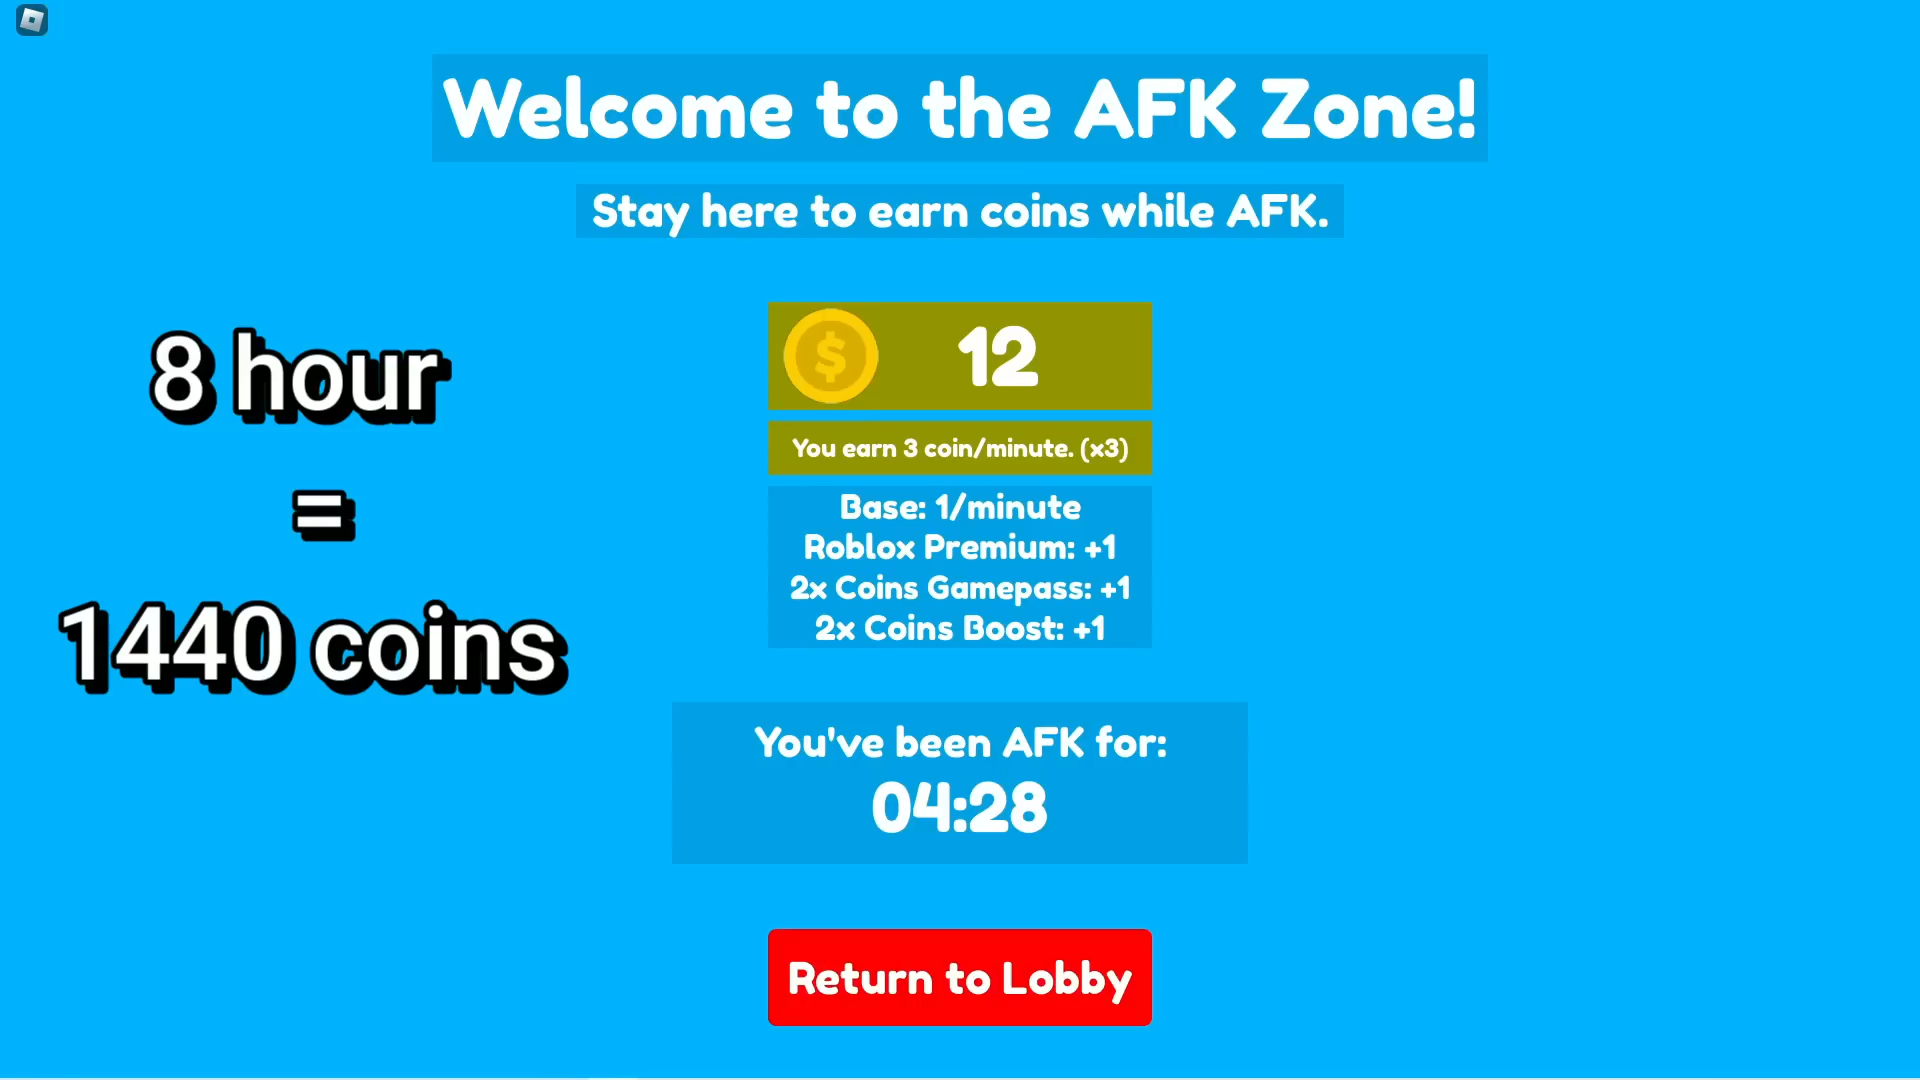 Welcome to the AFK Zone!
Stay here to earn coins while AFK.
8 hour
=
1440 coins
$ 12
You earn 3 coin/minute. (x3)
Base: 1/minute
Roblox Premium: +1
2x Coins Gamepass: +1
2x Coins Boost: +1
You've been AFK for:
04:28
Return to Lobby